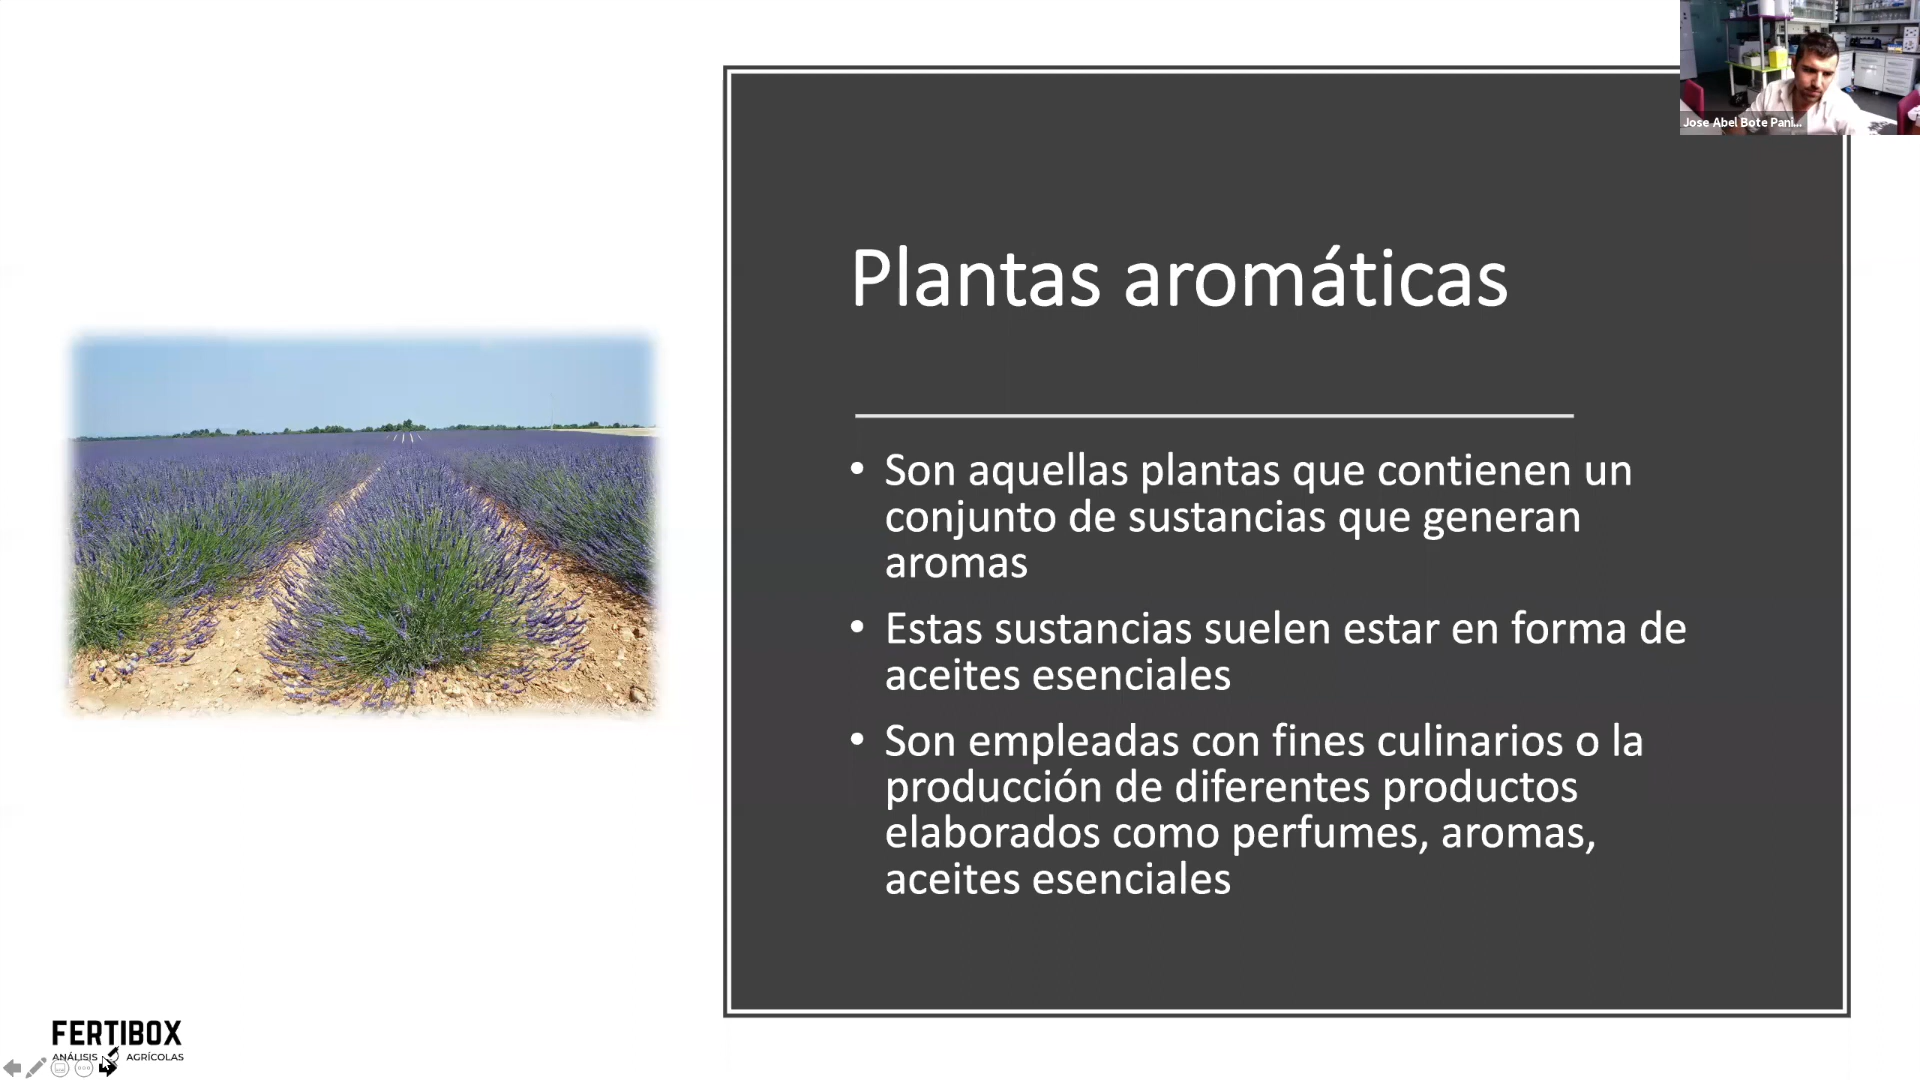 Jose Abel Bote Pani...
Plantas aromáticas
• Son aquellas plantas que contienen un
conjunto de sustancias que generan
aromas
• Estas sustancias suelen estar en forma de
aceites esenciales
• Son empleadas con fines culinarios o la
producción de diferentes productos
elaborados como perfumes, aromas,
aceites esenciales
FERTIBOX
ANÁLISIS AGRÍCOLAS